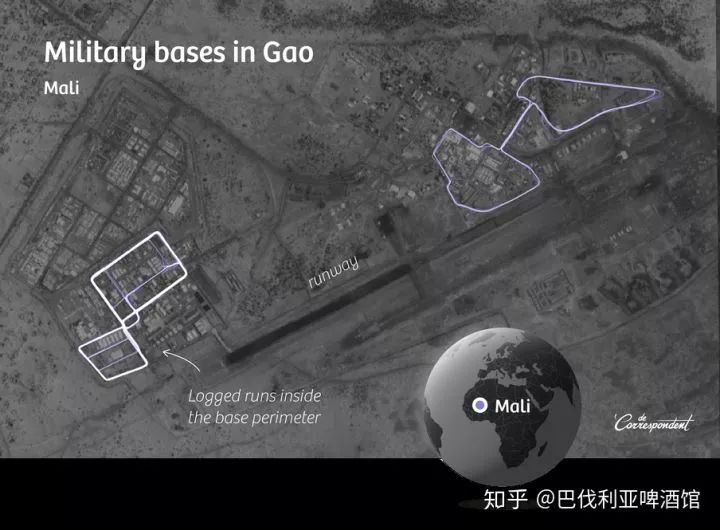 Military bases in Gao
Mali
runway
Logged runs inside
the base perimeter
Mali
de
Correspondent
知乎 @巴伐利亚啤酒馆